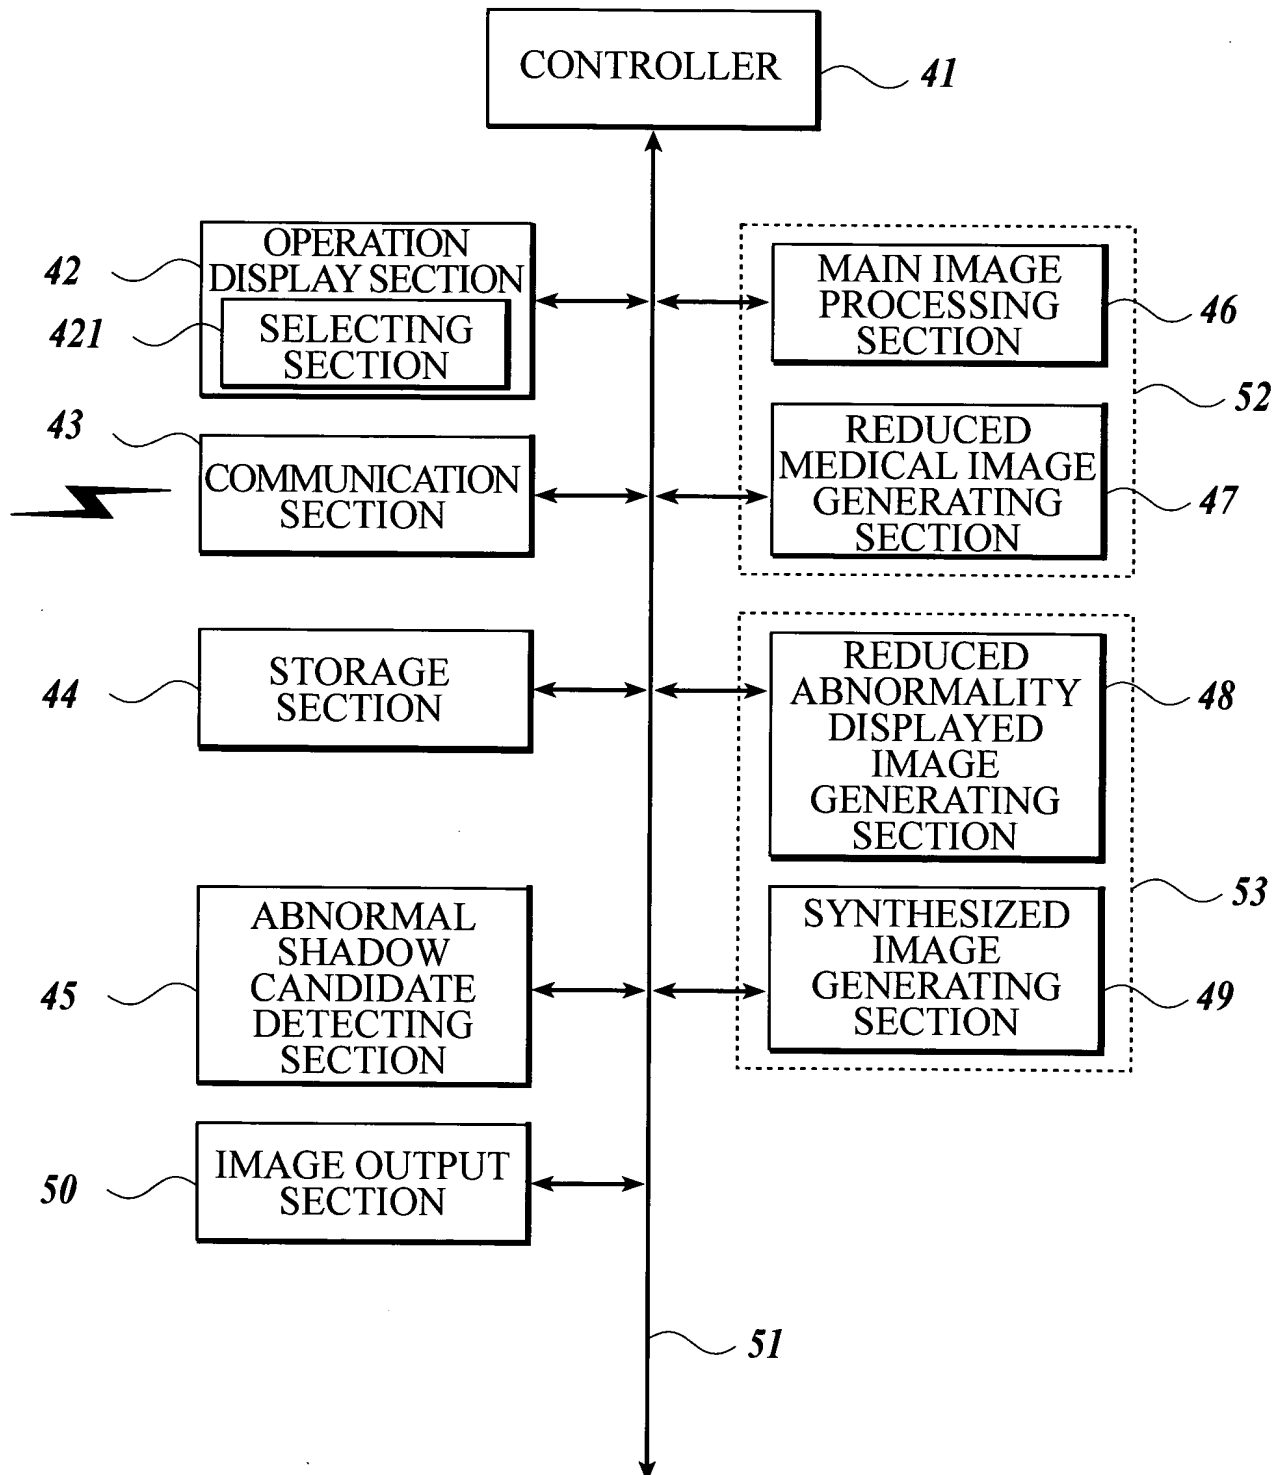 CONTROLLER
41
42
OPERATION
DISPLAY SECTION
421
SELECTING
SECTION
MAIN IMAGE
PROCESSING
SECTION
46
52
43
COMMUNICATION
SECTION
REDUCED
MEDICAL IMAGE
GENERATING
SECTION
47
44
STORAGE
SECTION
REDUCED
ABNORMALITY
DISPLAYED
IMAGE
GENERATING
SECTION
48
53
45
ABNORMAL
SHADOW
CANDIDATE
DETECTING
SECTION
SYNTHESIZED
IMAGE
GENERATING
SECTION
49
50
IMAGE OUTPUT
SECTION
51